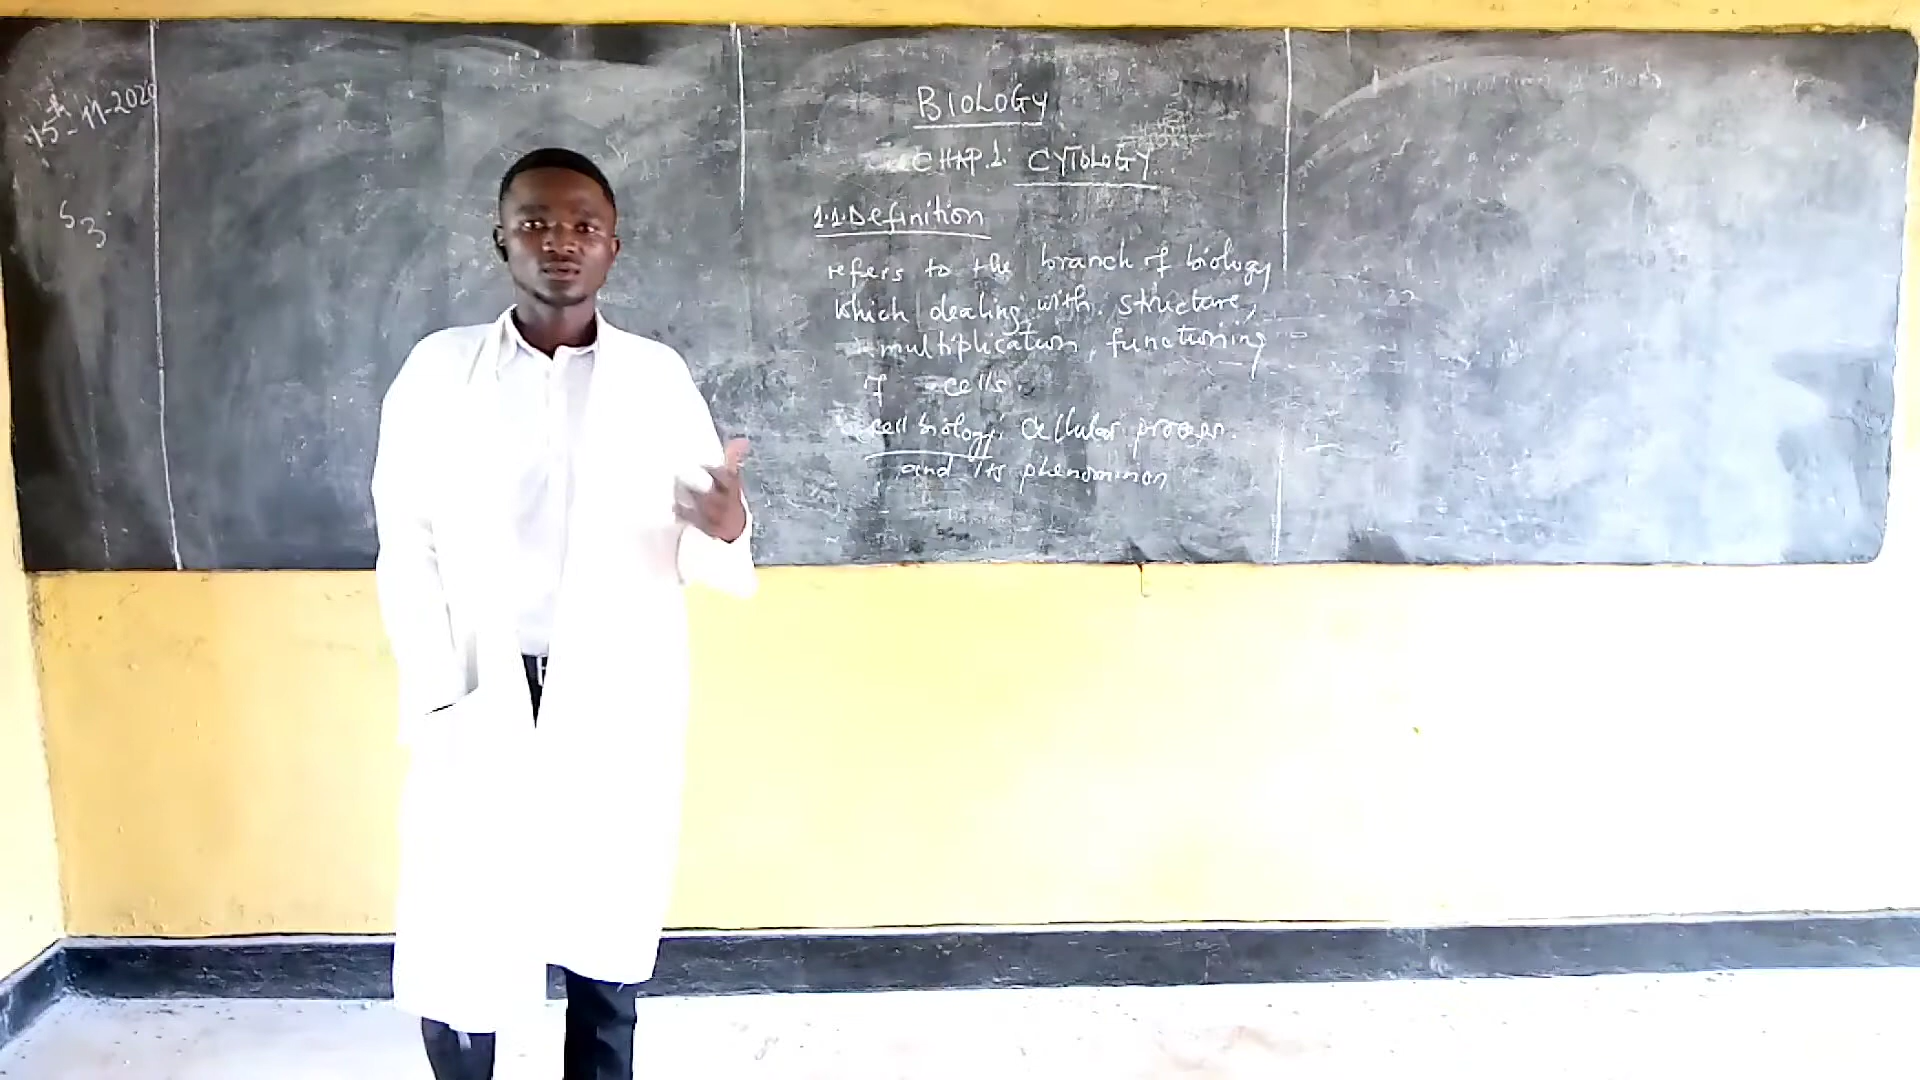 15th-11-2020
S3.
BIOLOGY
CHAP.1: CYTOLOGY
1.1. Definition
refers to the branch of biology
which dealing with structure,
multiplication, functioning
of cells.
cell biology: cellular process
and its phenominon